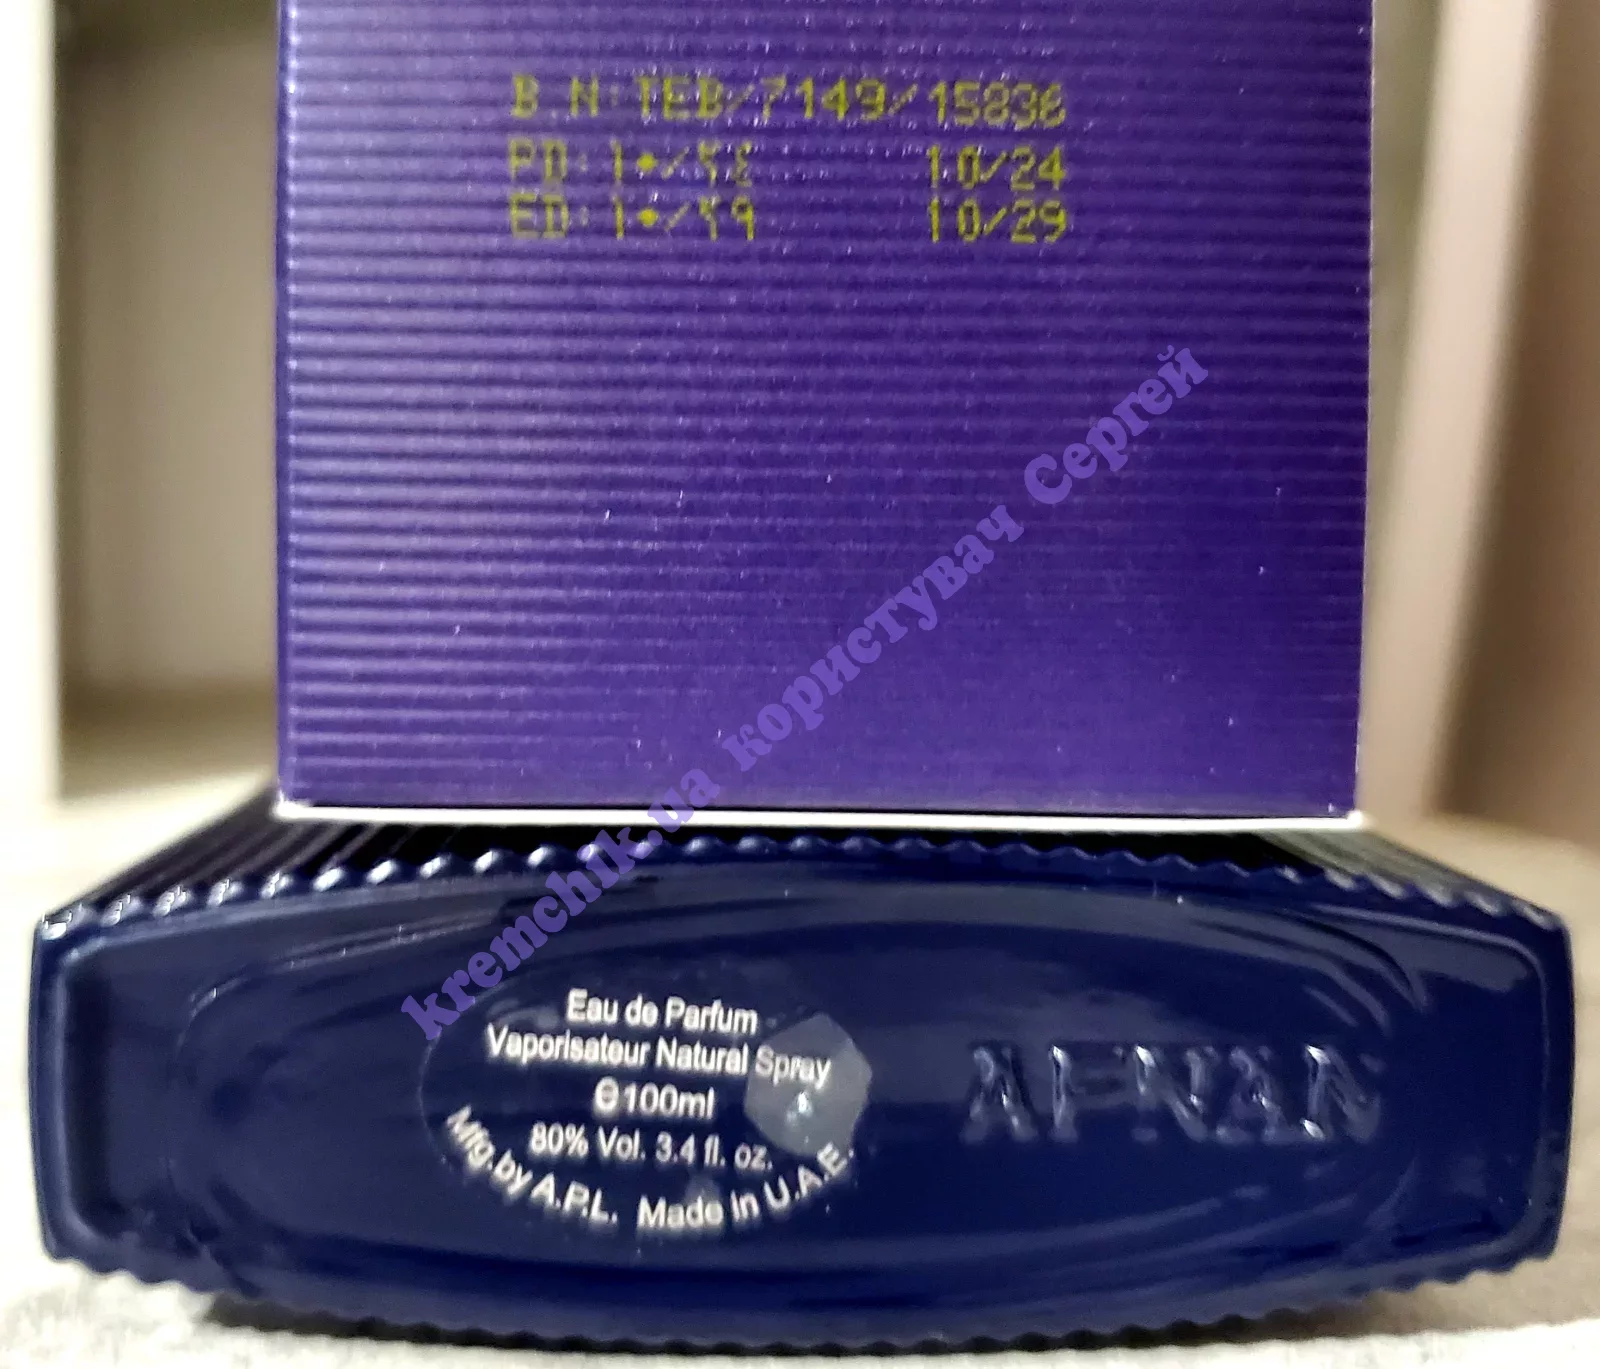 B.N:TEB/7149/15836
PD:١٠/٢٤ 10/24
ED:١٠/٢٩ 10/29
kremchik.ua користувач Сергей
Eau de Parfum
Vaporisateur Natural Spray
℮100ml
80% Vol. 3.4 fl. oz.
Mfg.by A.P.L. Made in U.A.E.
AFNAN